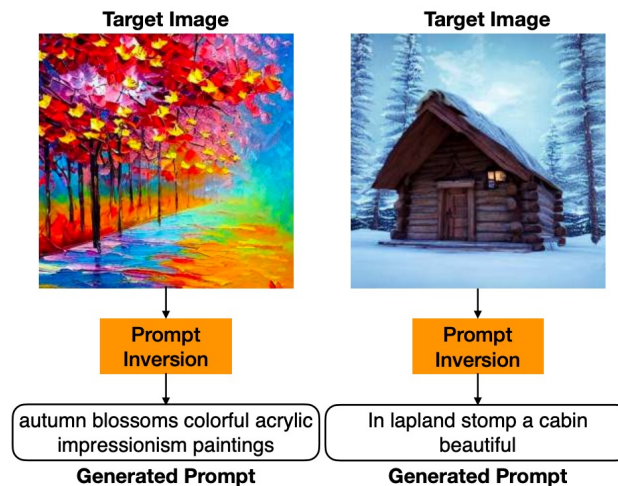 Target Image
Prompt
Inversion
autumn blossoms colorful acrylic
impressionism paintings
Generated Prompt
Target Image
Prompt
Inversion
In lapland stomp a cabin
beautiful
Generated Prompt